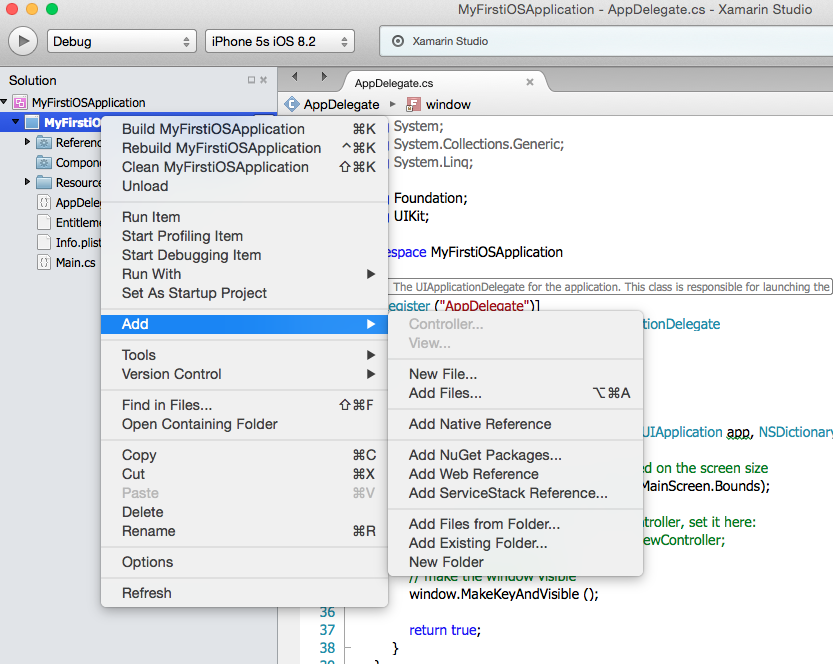 MyFirstiOSApplication - AppDelegate.cs - Xamarin Studio
Debug
iPhone 5s iOS 8.2
Xamarin Studio
Solution
MyFirstiOSApplication
MyFirstiO
Referenc
Compon
Resourc
AppDeleg
Entitleme
Info.plist
Main.cs
Build MyFirstiOSApplication ⌘K
Rebuild MyFirstiOSApplication ^⌘K
Clean MyFirstiOSApplication ⇧⌘K
Unload
Run Item
Start Profiling Item
Start Debugging Item
Run With
Set As Startup Project
Add
Tools
Version Control
Find in Files... ⇧⌘F
Open Containing Folder
Copy ⌘C
Cut ⌘X
Paste ⌘V
Delete
Rename ⌘R
Options
Refresh
Controller...
View...
New File...
Add Files... ⌥⌘A
Add Native Reference
Add NuGet Packages...
Add Web Reference
Add ServiceStack Reference...
Add Files from Folder...
Add Existing Folder...
New Folder
AppDelegate.cs
AppDelegate ▸ window
System;
System.Collections.Generic;
System.Linq;
Foundation;
UIKit;
espace MyFirstiOSApplication
The UIApplicationDelegate for the application. This class is responsible for launching the
egister ("AppDelegate")]
tionDelegate
UIApplication app, NSDictionary
ed on the screen size
MainScreen.Bounds);
troller, set it here:
ewController;
// make the window visible
window.MakeKeyAndVisible ();
36
37 return true;
38 }